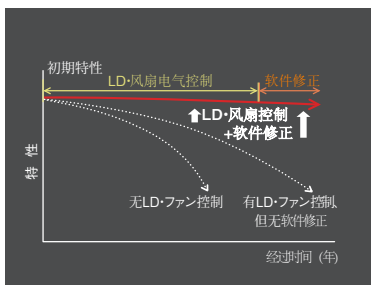 初期特性
LD·风扇电气控制
软件修正
LD·风扇控制
+软件修正
特 性
无LD·ファン控制
有LD·ファン控制、
但无软件修正
经过时间 (年)